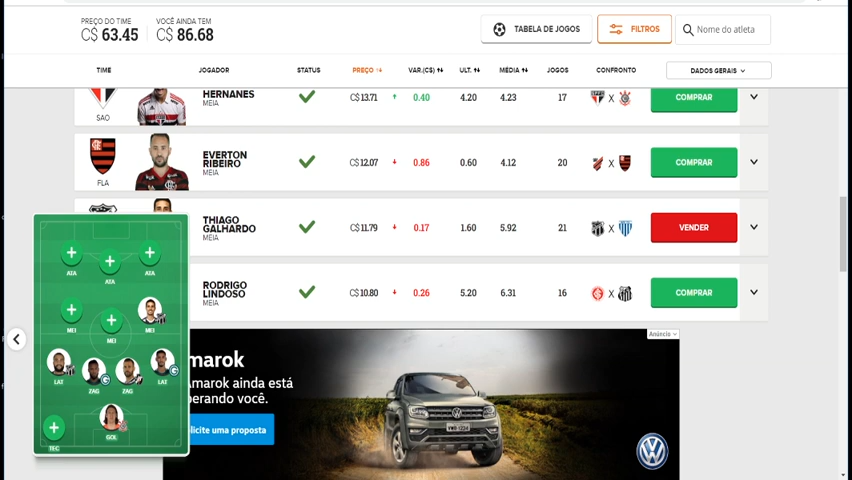 PREÇO DO TIME
C$ 63.45
VOCÊ AINDA TEM
C$ 86.68
TABELA DE JOGOS
FILTROS
Nome do atleta
TIME
JOGADOR
STATUS
PREÇO
VAR.(C$)
ULT.
MÉDIA
JOGOS
CONFRONTO
DADOS GERAIS
SAO
HERNANES
MEIA
C$ 13.71
0.40
4.20
4.23
17
X
COMPRAR
FLA
EVERTON
RIBEIRO
MEIA
C$ 12.07
0.86
0.60
4.12
20
X
COMPRAR
THIAGO
GALHARDO
MEIA
C$ 11.79
0.17
1.60
5.92
21
X
VENDER
RODRIGO
LINDOSO
MEIA
C$ 10.80
0.26
5.20
6.31
16
X
COMPRAR
ATA
ATA
ATA
MEI
MEI
MEI
LAT
ZAG
ZAG
LAT
GOL
TEC
Anúncio
marok
Amarok ainda está
perando você.
licite uma proposta